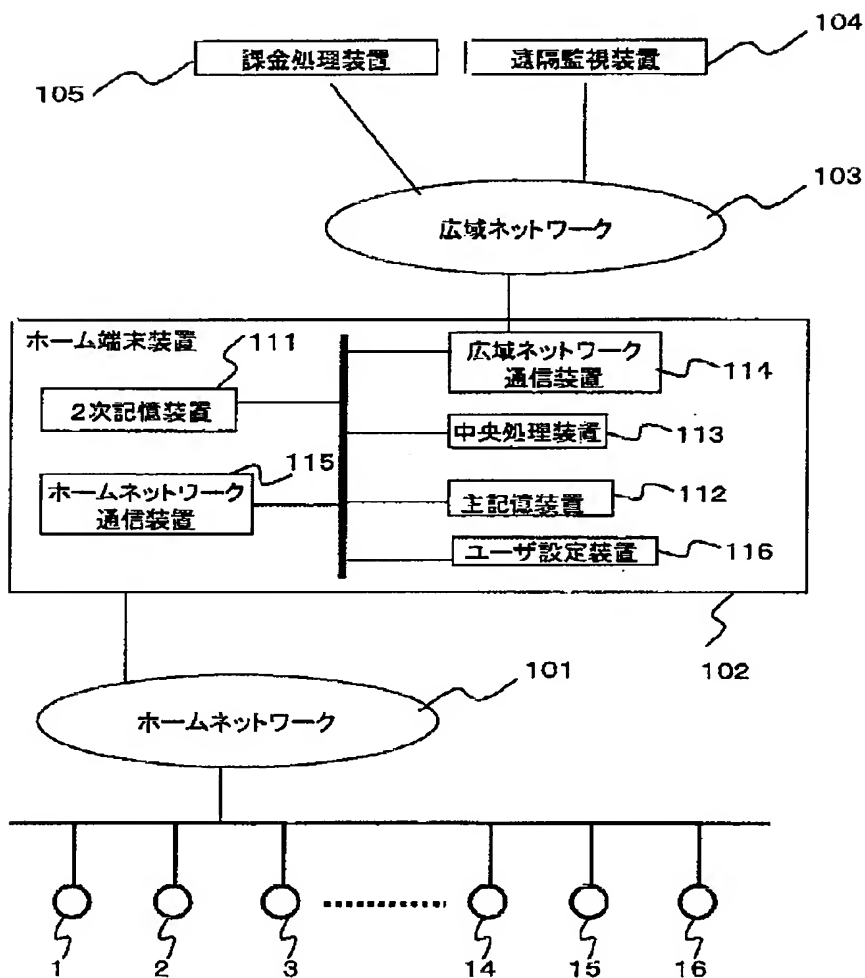 104
課金処理装置
遠隔監視装置
105
103
広域ネットワーク
ホーム端末装置
111
広域ネットワーク
通信装置
114
2次記憶装置
中央処理装置
113
115
ホームネットワーク
通信装置
主記憶装置
112
ユーザ設定装置
116
102
101
ホームネットワーク
1
2
3
14
15
16